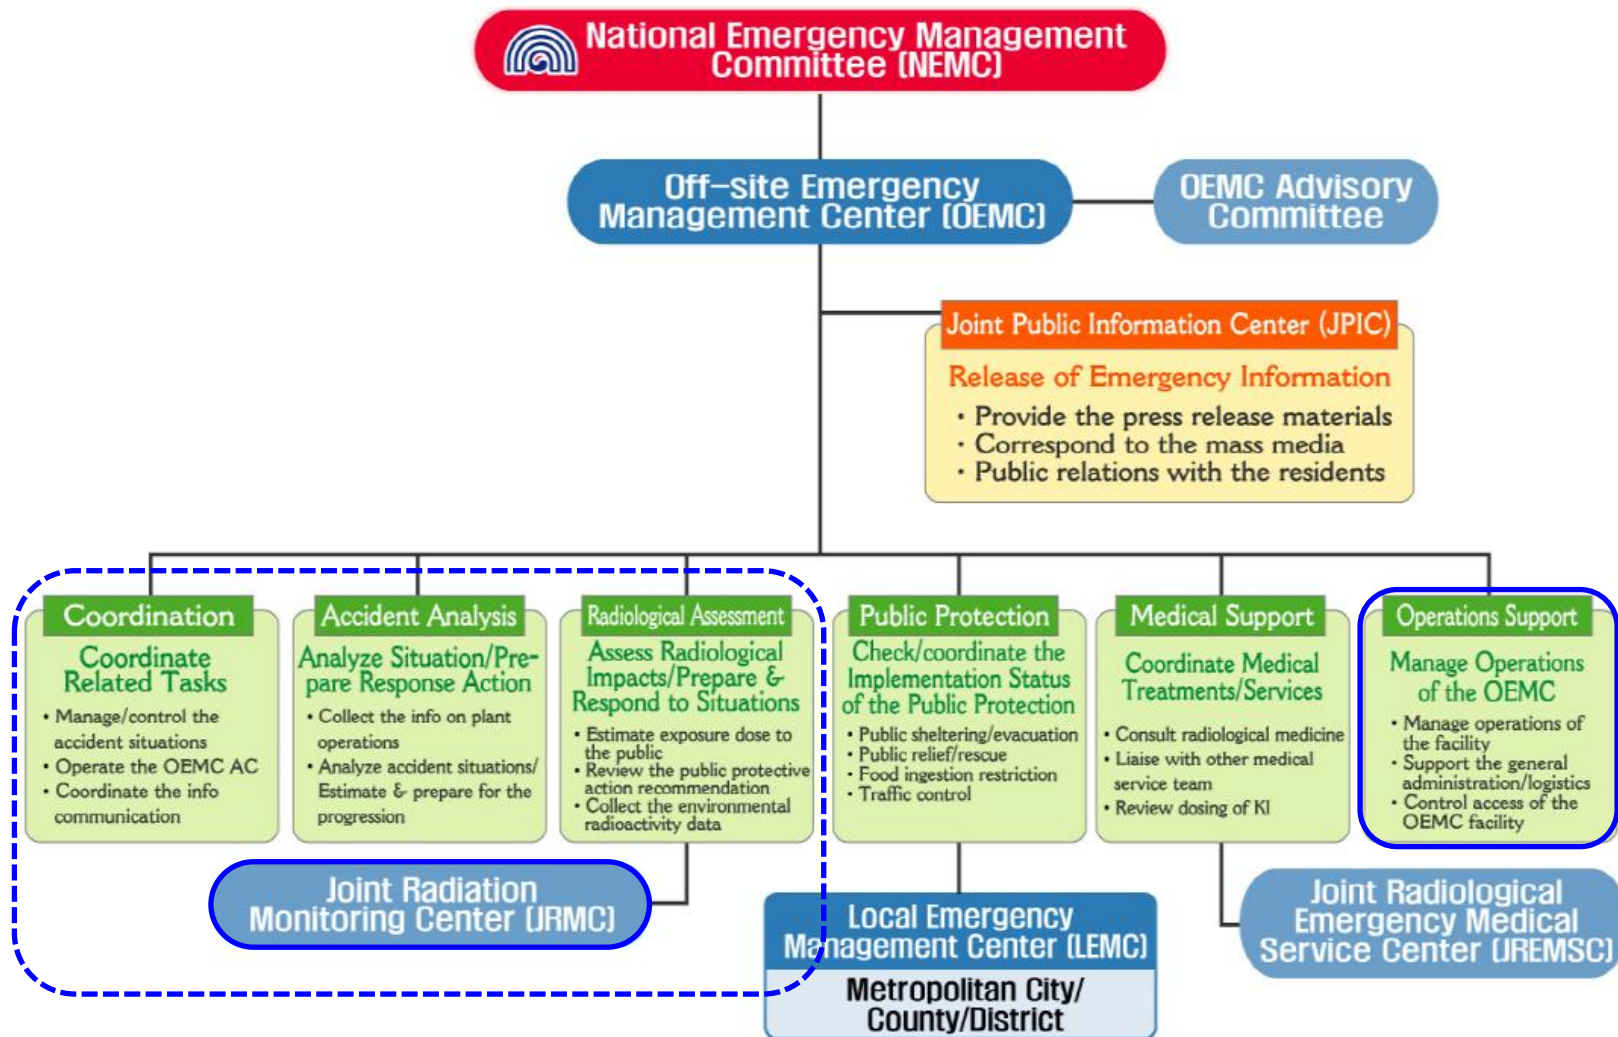 National Emergency Management
Committee (NEMC)
Off-site Emergency
Management Center (OEMC)
OEMC Advisory
Committee
Joint Public Information Center (JPIC)
Release of Emergency Information
· Provide the press release materials
· Correspond to the mass media
· Public relations with the residents
Coordination
Coordinate
Related Tasks
• Manage/control the
accident situations
• Operate the OEMC AC
• Coordinate the info
communication
Accident Analysis
Analyze Situation/Pre-
pare Response Action
• Collect the info on plant
operations
• Analyze accident situations/
Estimate & prepare for the
progression
Radiological Assessment
Assess Radiological
Impacts/Prepare &
Respond to Situations
• Estimate exposure dose to
the public
• Review the public protective
action recommendation
• Collect the environmental
radioactivity data
Public Protection
Check/coordinate the
Implementation Status
of the Public Protection
• Public sheltering/evacuation
• Public relief/rescue
• Food ingestion restriction
• Traffic control
Medical Support
Coordinate Medical
Treatments/Services
• Consult radiological medicine
• Liaise with other medical
service team
• Review dosing of KI
Operations Support
Manage Operations
of the OEMC
• Manage operations of
the facility
• Support the general
administration/logistics
• Control access of the
OEMC facility
Joint Radiation
Monitoring Center (JRMC)
Local Emergency
Management Center (LEMC)
Metropolitan City/
County/District
Joint Radiological
Emergency Medical
Service Center (JREMSC)